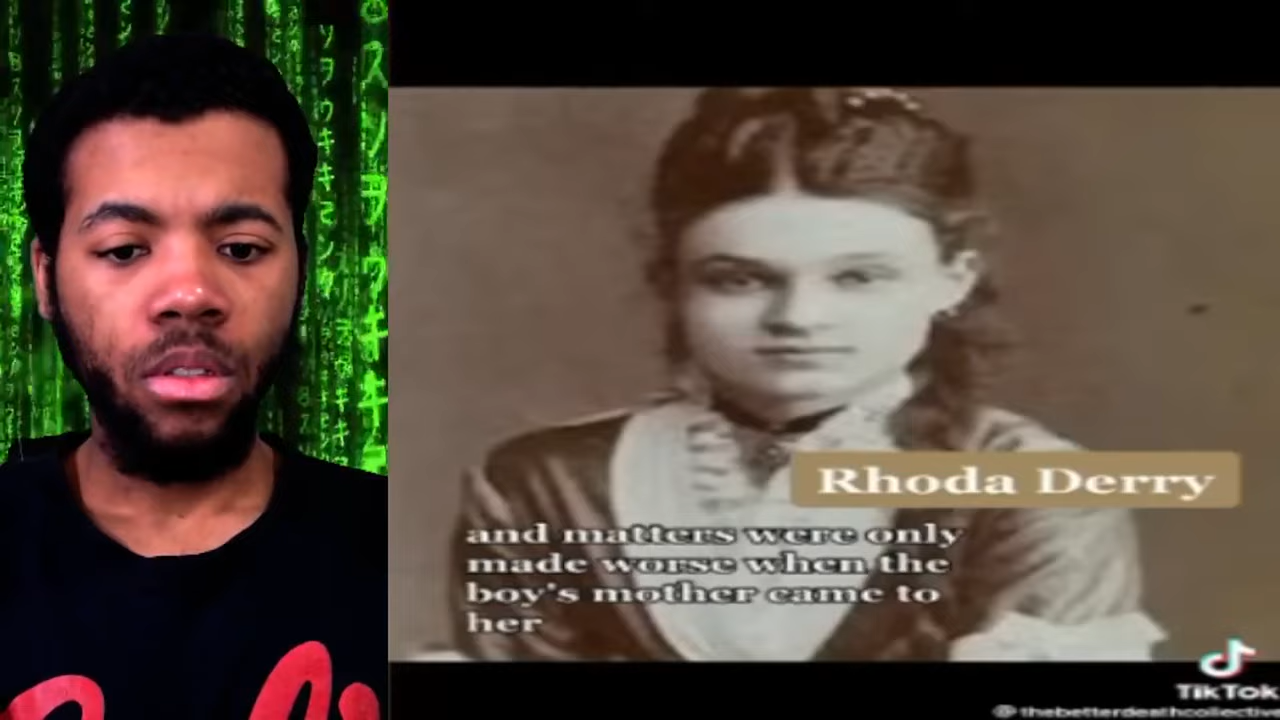 Rhoda Derry
and matters were only
made worse when the
boy's mother came to
her
TikTok
@thebetterdeathcollective